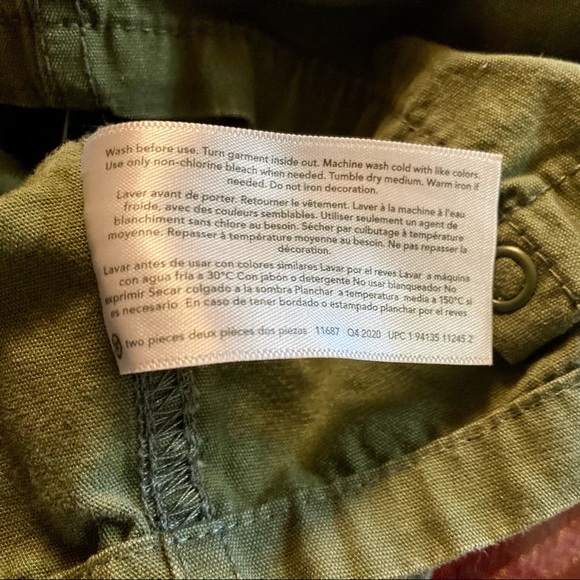 Wash before use. Turn garment inside out. Machine wash cold with like colors.
Use only non-chlorine bleach when needed. Tumble dry medium. Warm iron if
needed. Do not iron decoration.
Laver avant de porter. Retourner le vêtement. Laver à la machine à l'eau
froide, avec des couleurs semblables. Utiliser seulement un agent de
blanchiment sans chlore au besoin. Sécher par culbutage à température
moyenne. Repasser à température moyenne au besoin. Ne pas repasser la
décoration.
Lavar antes de usar con colores similares Lavar por el reves Lavar a máquina
con agua fria a 30°C Con jabón o detergente No usar blanqueador No
exprimir Secar colgado a la sombra Planchar a temperatura media a 150°C si
es necesario. En caso de tener bordado o estampado planchar por el reves
two pieces deux pièces dos piezas 11687 Q4 2020 UPC 1 94135 11245 2